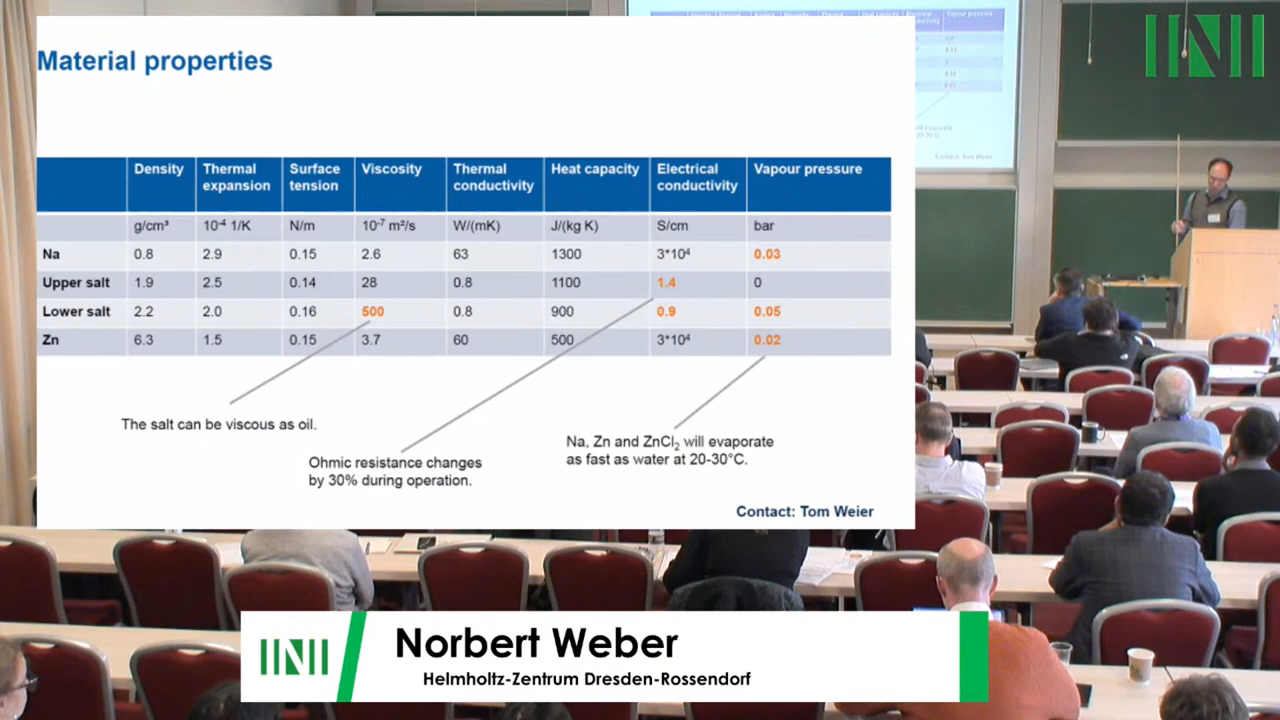 Material properties
Density Thermal expansion Surface tension Viscosity Thermal conductivity Heat capacity Electrical conductivity Vapour pressure
g/cm³ 10⁻⁴ 1/K N/m 10⁻⁷ m²/s W/(mK) J/(kg K) S/cm bar
Na 0.8 2.9 0.15 2.6 63 1300 3*10⁴ 0.03
Upper salt 1.9 2.5 0.14 28 0.8 1100 1.4 0
Lower salt 2.2 2.0 0.16 500 0.8 900 0.9 0.05
Zn 6.3 1.5 0.15 3.7 60 500 3*10⁴ 0.02
The salt can be viscous as oil.
Ohmic resistance changes
by 30% during operation.
Na, Zn and ZnCl₂ will evaporate
as fast as water at 20-30°C.
Contact: Tom Weier
Norbert Weber
Helmholtz-Zentrum Dresden-Rossendorf